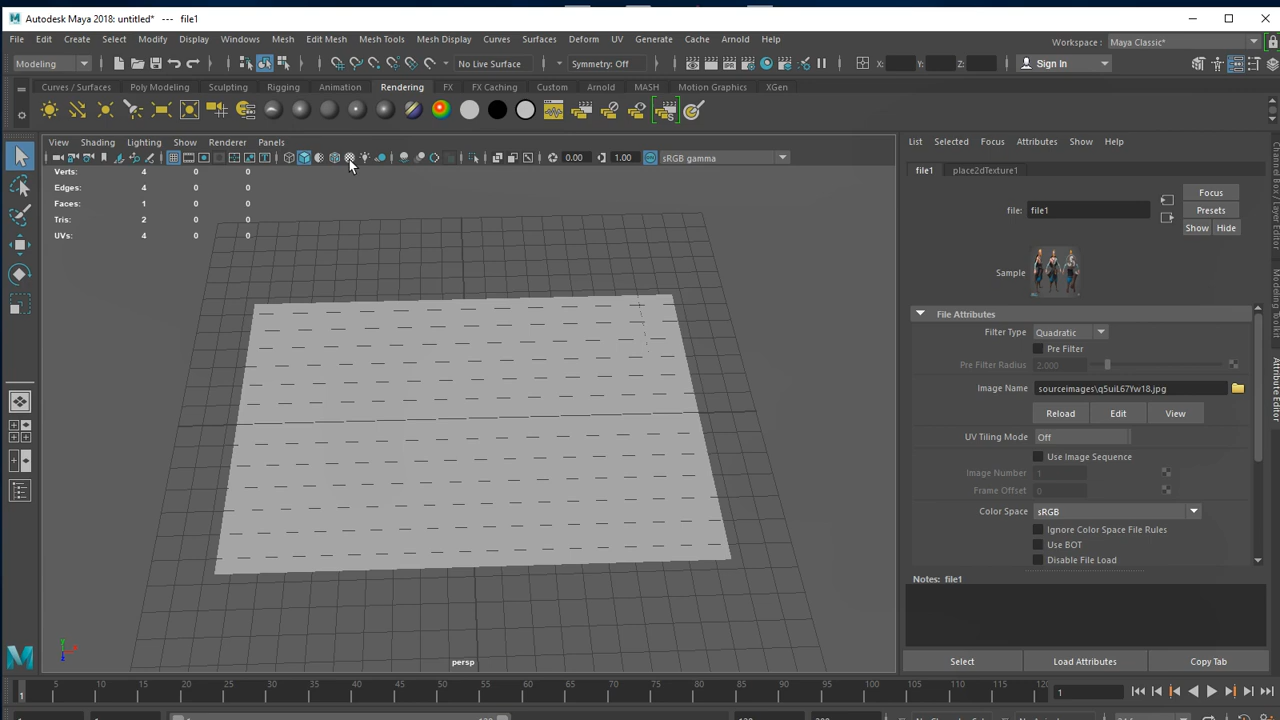 Autodesk Maya 2018: untitled* --- file1
File Edit Create Select Modify Display Windows Mesh Edit Mesh Mesh Tools Mesh Display Curves Surfaces Deform UV Generate Cache Arnold Help
Workspace : Maya Classic*
Modeling No Live Surface Symmetry: Off X: Y: Z: Sign In
Curves / Surfaces Poly Modeling Sculpting Rigging Animation Rendering FX FX Caching Custom Arnold MASH Motion Graphics XGen
View Shading Lighting Show Renderer Panels
0.00 1.00 sRGB gamma
Verts: 4 0 0
Edges: 4 0 0
Faces: 1 0 0
Tris: 2 0 0
UVs: 4 0 0
persp
List Selected Focus Attributes Show Help
file1 place2dTexture1
file: file1
Focus
Presets
Show Hide
Sample
File Attributes
Filter Type Quadratic
Pre Filter
Pre Filter Radius 2.000
Image Name sourceimages\q5uiL67Yw18.jpg
Reload Edit View
UV Tiling Mode Off
Use Image Sequence
Image Number 1
Frame Offset 0
Color Space sRGB
Ignore Color Space File Rules
Use BOT
Disable File Load
Notes: file1
Select Load Attributes Copy Tab
Channel Box / Layer Editor
Modeling Toolkit
Attribute Editor
1 5 10 15 20 25 30 35 40 45 50 55 60 65 70 75 80 85 90 95 100 105 110 115 1